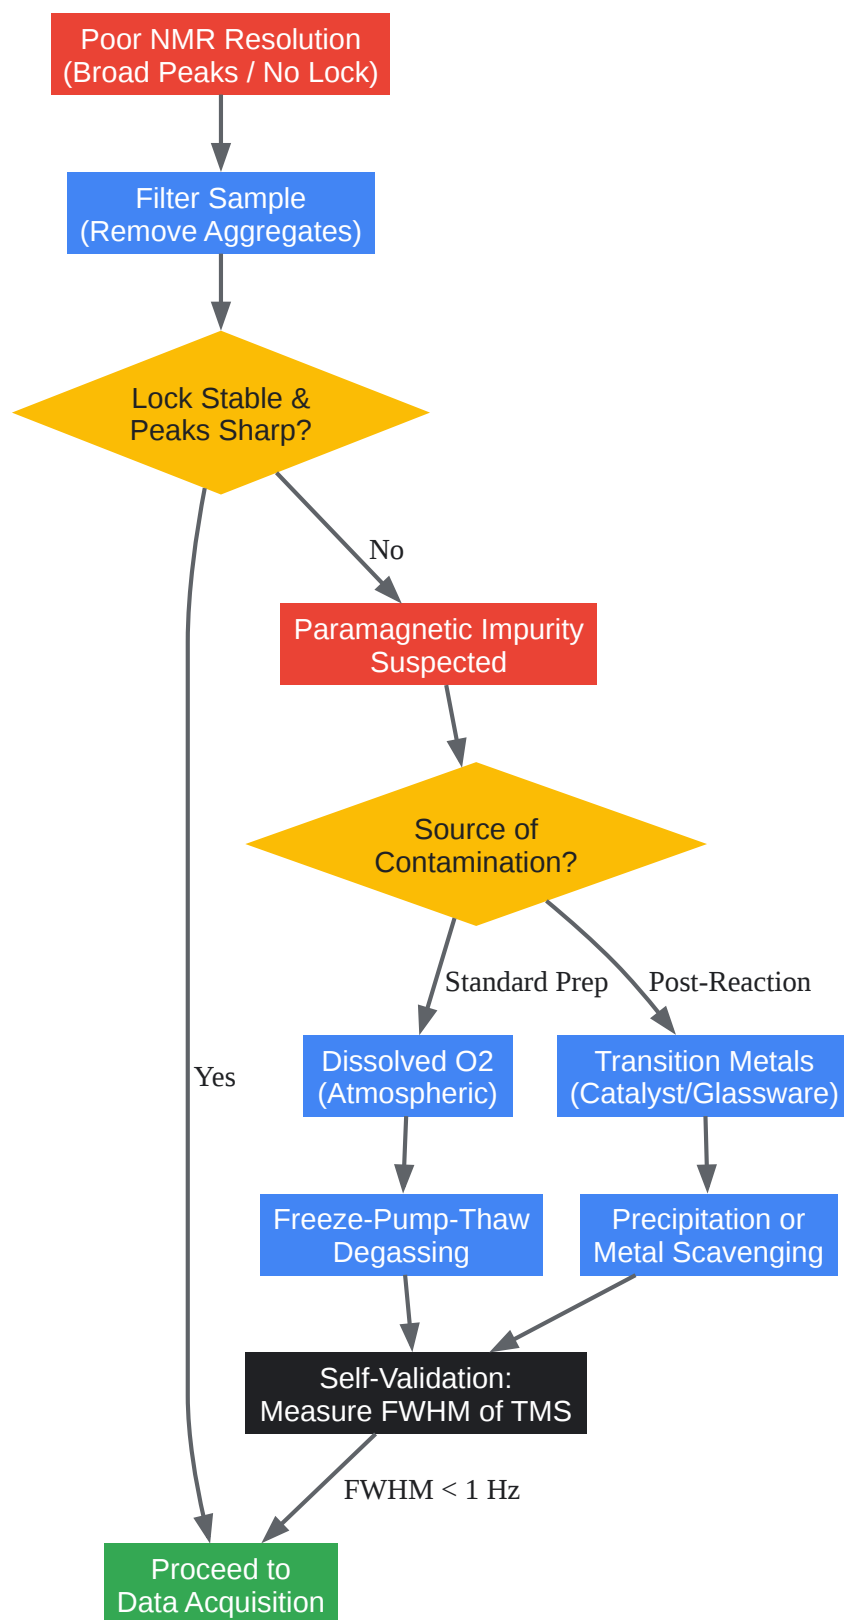 Poor NMR Resolution
(Broad Peaks / No Lock)
Filter Sample
(Remove Aggregates)
Lock Stable &
Peaks Sharp?
No
Paramagnetic Impurity
Suspected
Source of
Contamination?
Standard Prep
Post-Reaction
Yes
Dissolved O2
(Atmospheric)
Transition Metals
(Catalyst/Glassware)
Freeze-Pump-Thaw
Degassing
Precipitation or
Metal Scavenging
Self-Validation:
Measure FWHM of TMS
FWHM < 1 Hz
Proceed to
Data Acquisition